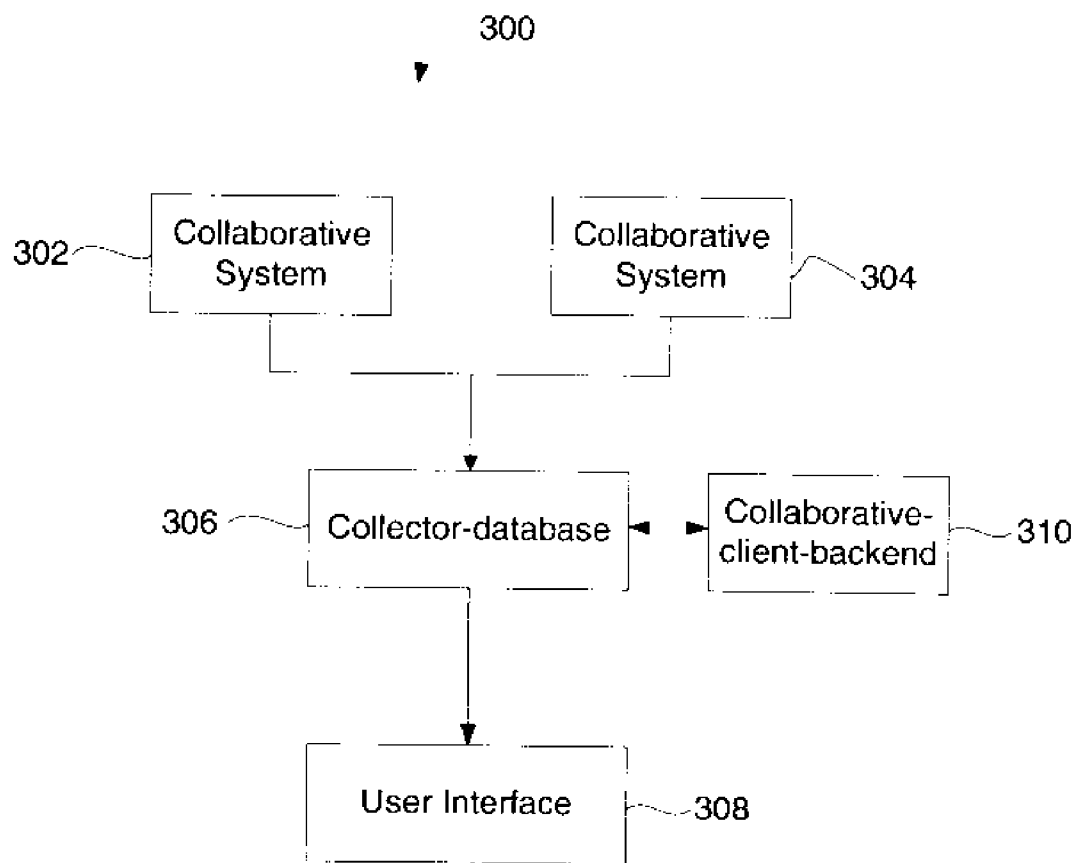 300
302
Collaborative
System
Collaborative
System
304
306
Collector-database
Collaborative-
client-backend
310
User Interface
308